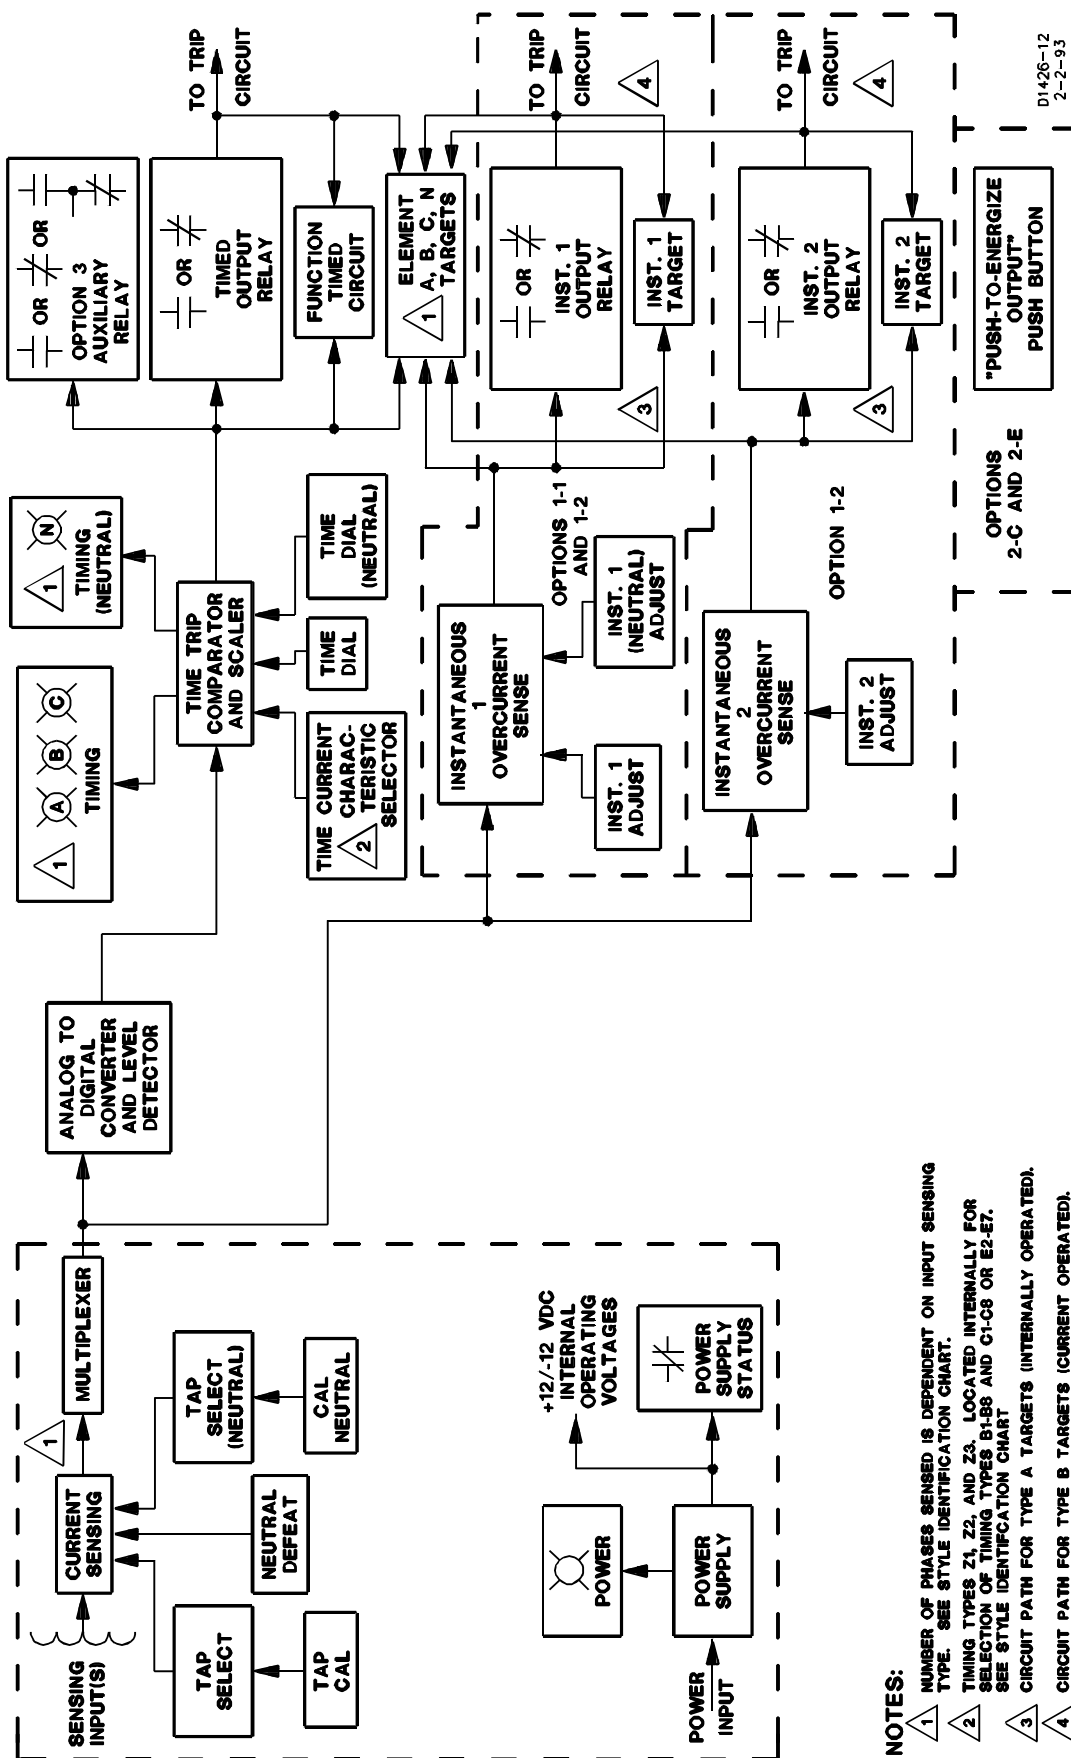 SENSING
INPUT(S)
CURRENT
SENSING
1
MULTIPLEXER
TAP
SELECT
TAP
CAL
NEUTRAL
DEFEAT
TAP
SELECT
(NEUTRAL)
CAL
NEUTRAL
POWER
INPUT
POWER
SUPPLY
POWER
+12/-12 VDC
INTERNAL
OPERATING
VOLTAGES
POWER
SUPPLY
STATUS
ANALOG TO
DIGITAL
CONVERTER
AND LEVEL
DETECTOR
1
A B C
TIMING
1
N
TIMING
(NEUTRAL)
TIME TRIP
COMPARATOR
AND SCALER
TIME CURRENT
CHARAC-
TERISTIC
SELECTOR
2
TIME
DIAL
TIME
DIAL
(NEUTRAL)
INSTANTANEOUS
1
OVERCURRENT
SENSE
INST. 1
ADJUST
INST. 1
(NEUTRAL)
ADJUST
OPTIONS 1-1
AND 1-2
INSTANTANEOUS
2
OVERCURRENT
SENSE
INST. 2
ADJUST
OPTION 1-2
OR OR
OPTION 3
AUXILIARY
RELAY
OR
TIMED
OUTPUT
RELAY
TO TRIP
CIRCUIT
FUNCTION
TIMED
CIRCUIT
ELEMENT
A, B, C, N
TARGETS
1
OR
INST. 1
OUTPUT
RELAY
TO TRIP
CIRCUIT
4
3
INST. 1
TARGET
OR
INST. 2
OUTPUT
RELAY
TO TRIP
CIRCUIT
4
3
INST. 2
TARGET
OPTIONS
2-C AND 2-E
"PUSH-TO-ENERGIZE
OUTPUT"
PUSH BUTTON
D1426-12
2-2-93
NOTES:
1 NUMBER OF PHASES SENSED IS DEPENDENT ON INPUT SENSING
TYPE. SEE STYLE IDENTIFICATION CHART.
2 TIMING TYPES Z1, Z2, AND Z3. LOCATED INTERNALLY FOR
SELECTION OF TIMING TYPES B1-B8 AND C1-C8 OR E2-E7.
SEE STYLE IDENTIFCATION CHART
3 CIRCUIT PATH FOR TYPE A TARGETS (INTERNALLY OPERATED).
4 CIRCUIT PATH FOR TYPE B TARGETS (CURRENT OPERATED).